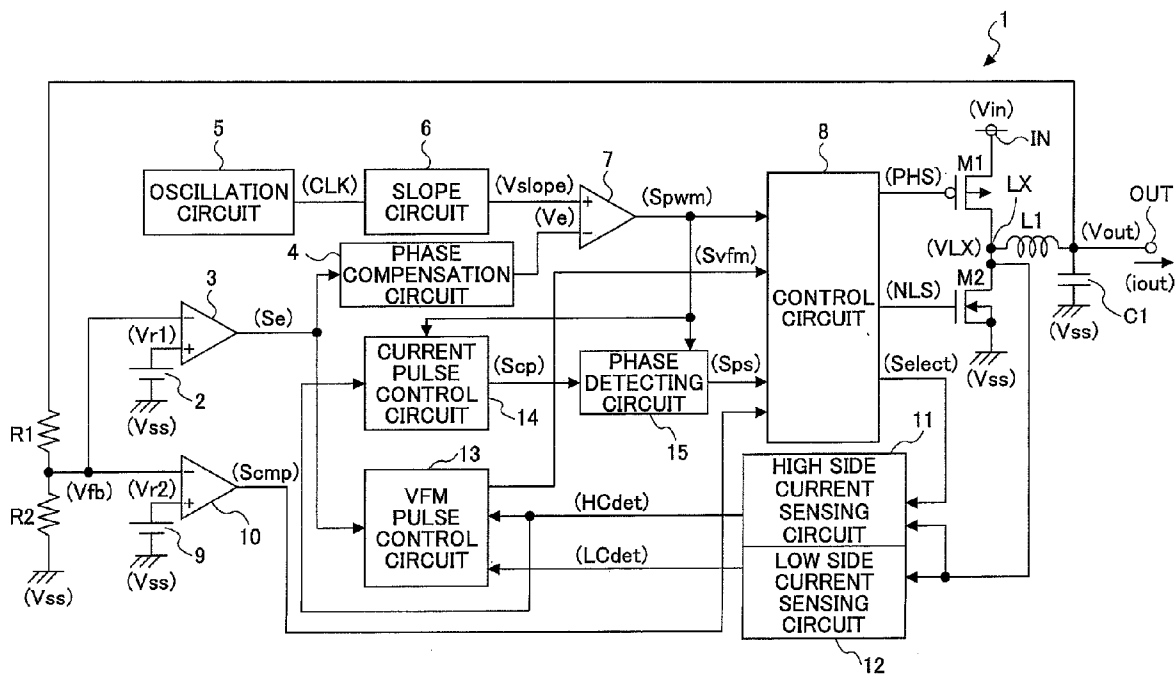 1
(Vin)
IN
5
6
8
7
M1
OSCILLATION
CIRCUIT
(CLK)
SLOPE
CIRCUIT
(Vslope)
(Spwm)
(PHS)
LX
OUT
(Ve)
L1
(Vout)
4
PHASE
COMPENSATION
CIRCUIT
(Svfm)
(VLX)
(iout)
3
M2
CONTROL
CIRCUIT
(NLS)
C1
(Vss)
(Se)
(Vr1)
CURRENT
PULSE
CONTROL
CIRCUIT
(Scp)
PHASE
DETECTING
CIRCUIT
(Sps)
(Select)
(Vss)
2
(Vss)
14
15
11
R1
13
(Scmp)
(Vfb)
(Vr2)
HIGH SIDE
CURRENT
SENSING
CIRCUIT
VFM
PULSE
CONTROL
CIRCUIT
(HCdet)
R2
10
9
(Vss)
(LCdet)
LOW SIDE
CURRENT
SENSING
CIRCUIT
(Vss)
12